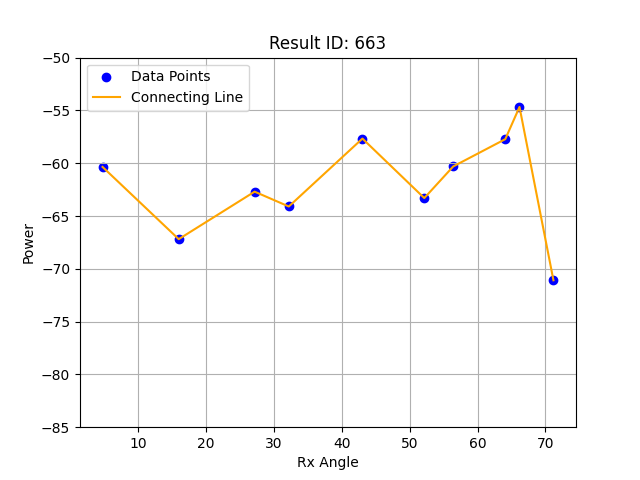 Result ID: 663
Data Points
Connecting Line
Power
−50
−55
−60
−65
−70
−75
−80
−85
10 20 30 40 50 60 70
Rx Angle